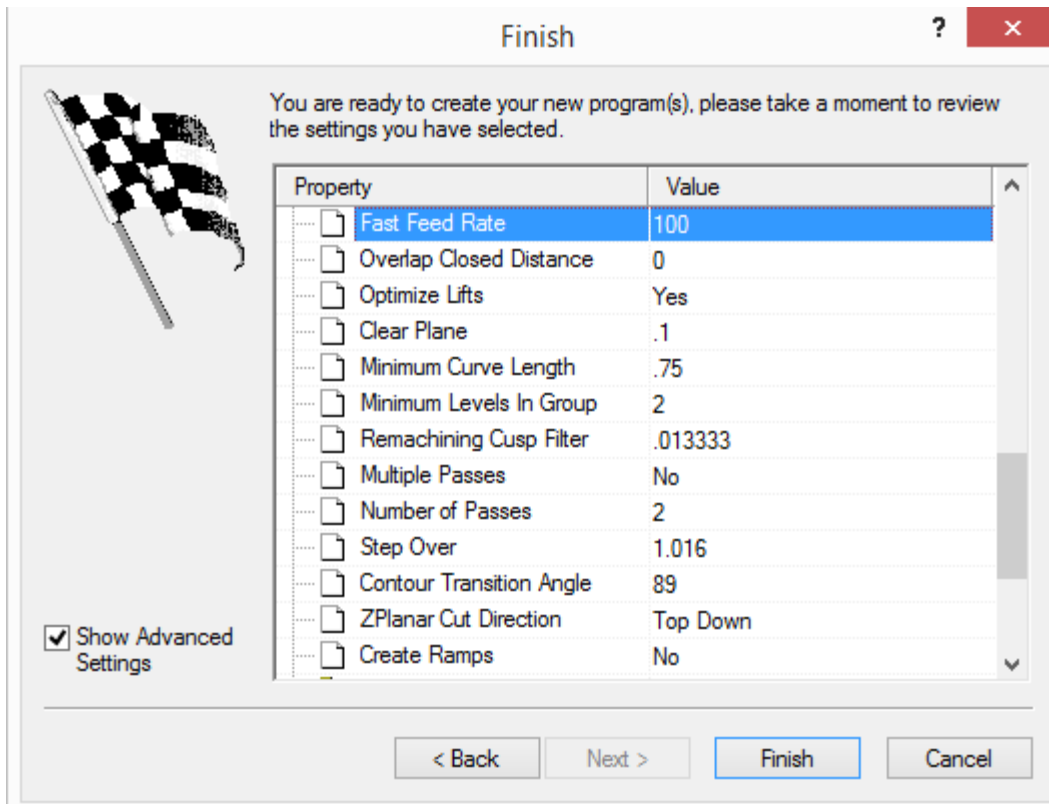 Finish
?
You are ready to create your new program(s), please take a moment to review
the settings you have selected.
Property Value
Fast Feed Rate 100
Overlap Closed Distance 0
Optimize Lifts Yes
Clear Plane .1
Minimum Curve Length .75
Minimum Levels In Group 2
Remachining Cusp Filter .013333
Multiple Passes No
Number of Passes 2
Step Over 1.016
Contour Transition Angle 89
ZPlanar Cut Direction Top Down
Create Ramps No
Show Advanced
Settings
< Back Next > Finish Cancel